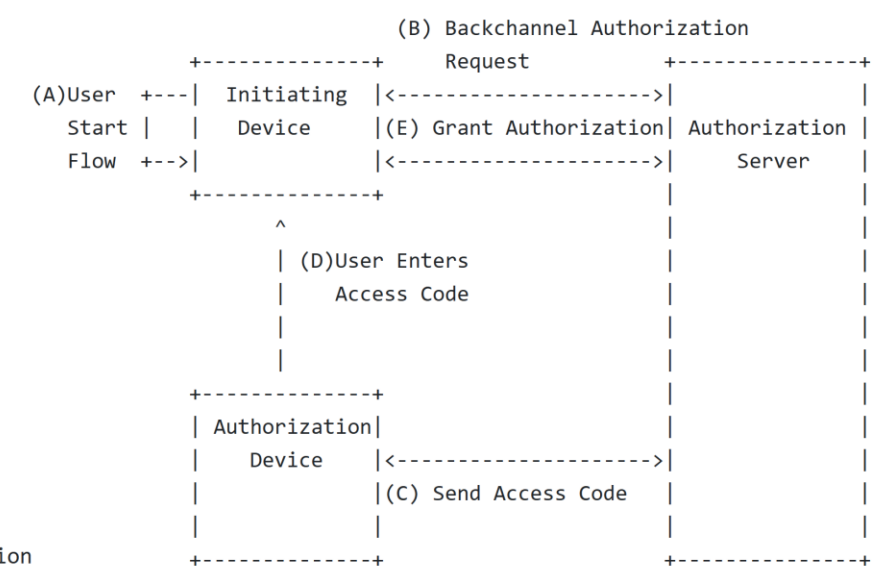 (B) Backchannel Authorization
+--------------+     Request           +---------------+
(A)User  +---|  Initiating  |<--------------------->|               |
Start |   |   Device     |(E) Grant Authorization| Authorization |
Flow  +-->|              |<--------------------->|     Server    |
+--------------+                       |               |
^                              |               |
| (D)User Enters               |               |
|    Access Code               |               |
|                              |               |
|                              |               |
+--------------+                       |               |
| Authorization|                       |               |
|    Device    |<--------------------->|               |
|              |(C) Send Access Code   |               |
|              |                       |               |
ion             +--------------+                       +---------------+